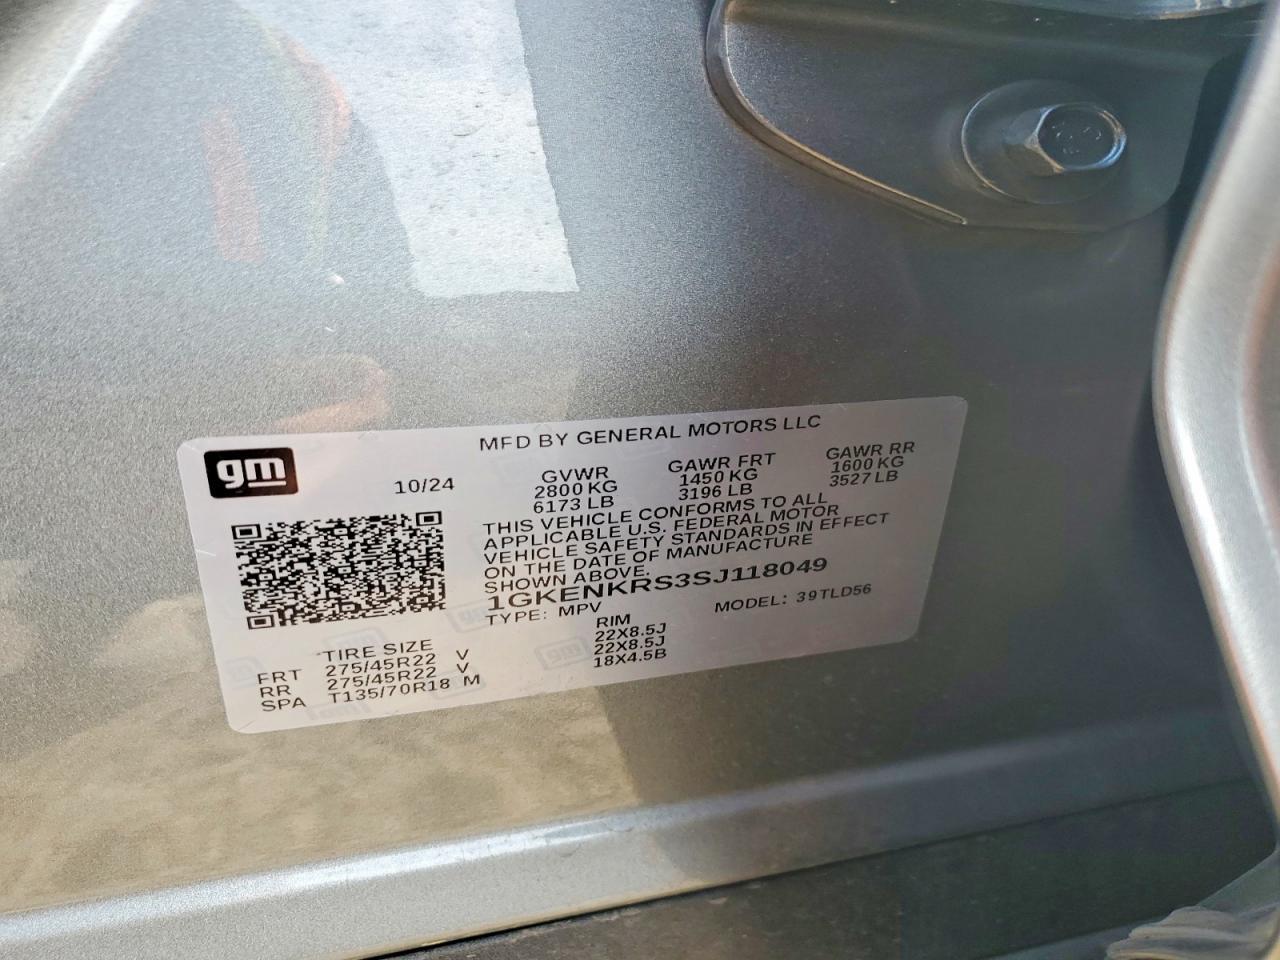 MFD BY GENERAL MOTORS LLC
gm
10/24
GVWR GAWR FRT GAWR RR
2800 KG 1450 KG 1600 KG
6173 LB 3196 LB 3527 LB
THIS VEHICLE CONFORMS TO ALL
APPLICABLE U.S. FEDERAL MOTOR
VEHICLE SAFETY STANDARDS IN EFFECT
ON THE DATE OF MANUFACTURE
SHOWN ABOVE.
1GKENKRS3SJ118049
TYPE: MPV MODEL: 39TLD56
TIRE SIZE RIM
FRT 275/45R22 V 22X8.5J
RR 275/45R22 V 22X8.5J
SPA T135/70R18 M 18X4.5B